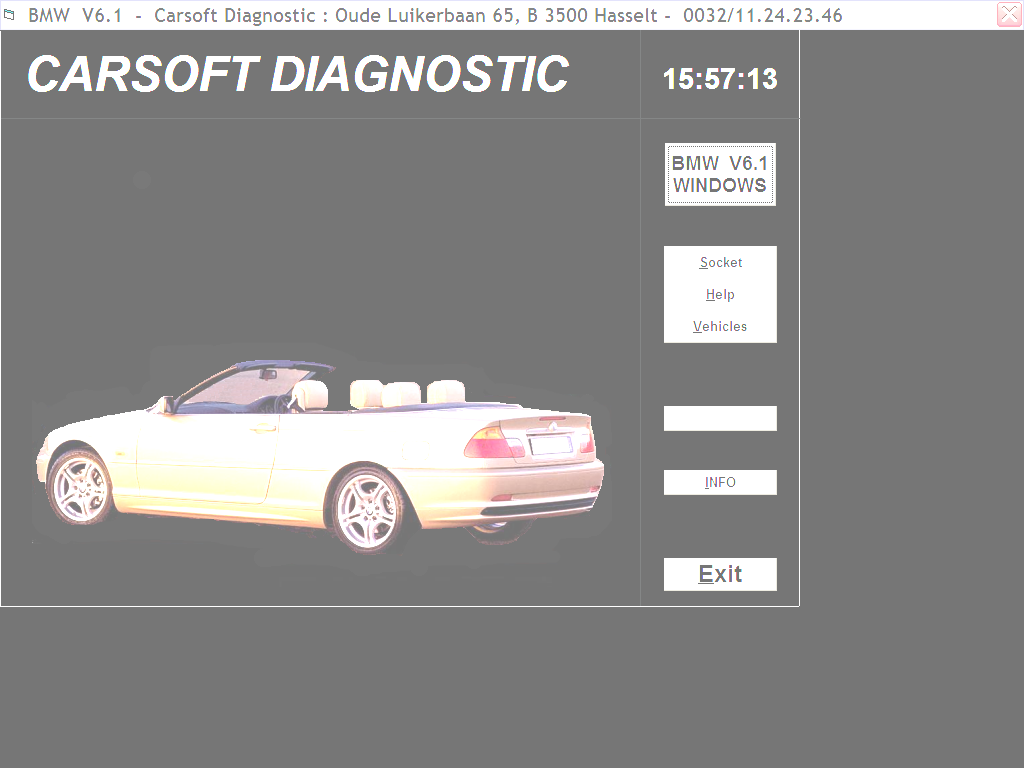 BMW V6.1 - Carsoft Diagnostic : Oude Luikerbaan 65, B 3500 Hasselt - 0032/11.24.23.46
CARSOFT DIAGNOSTIC
15:57:13
BMW V6.1
WINDOWS
Socket
Help
Vehicles
INFO
Exit